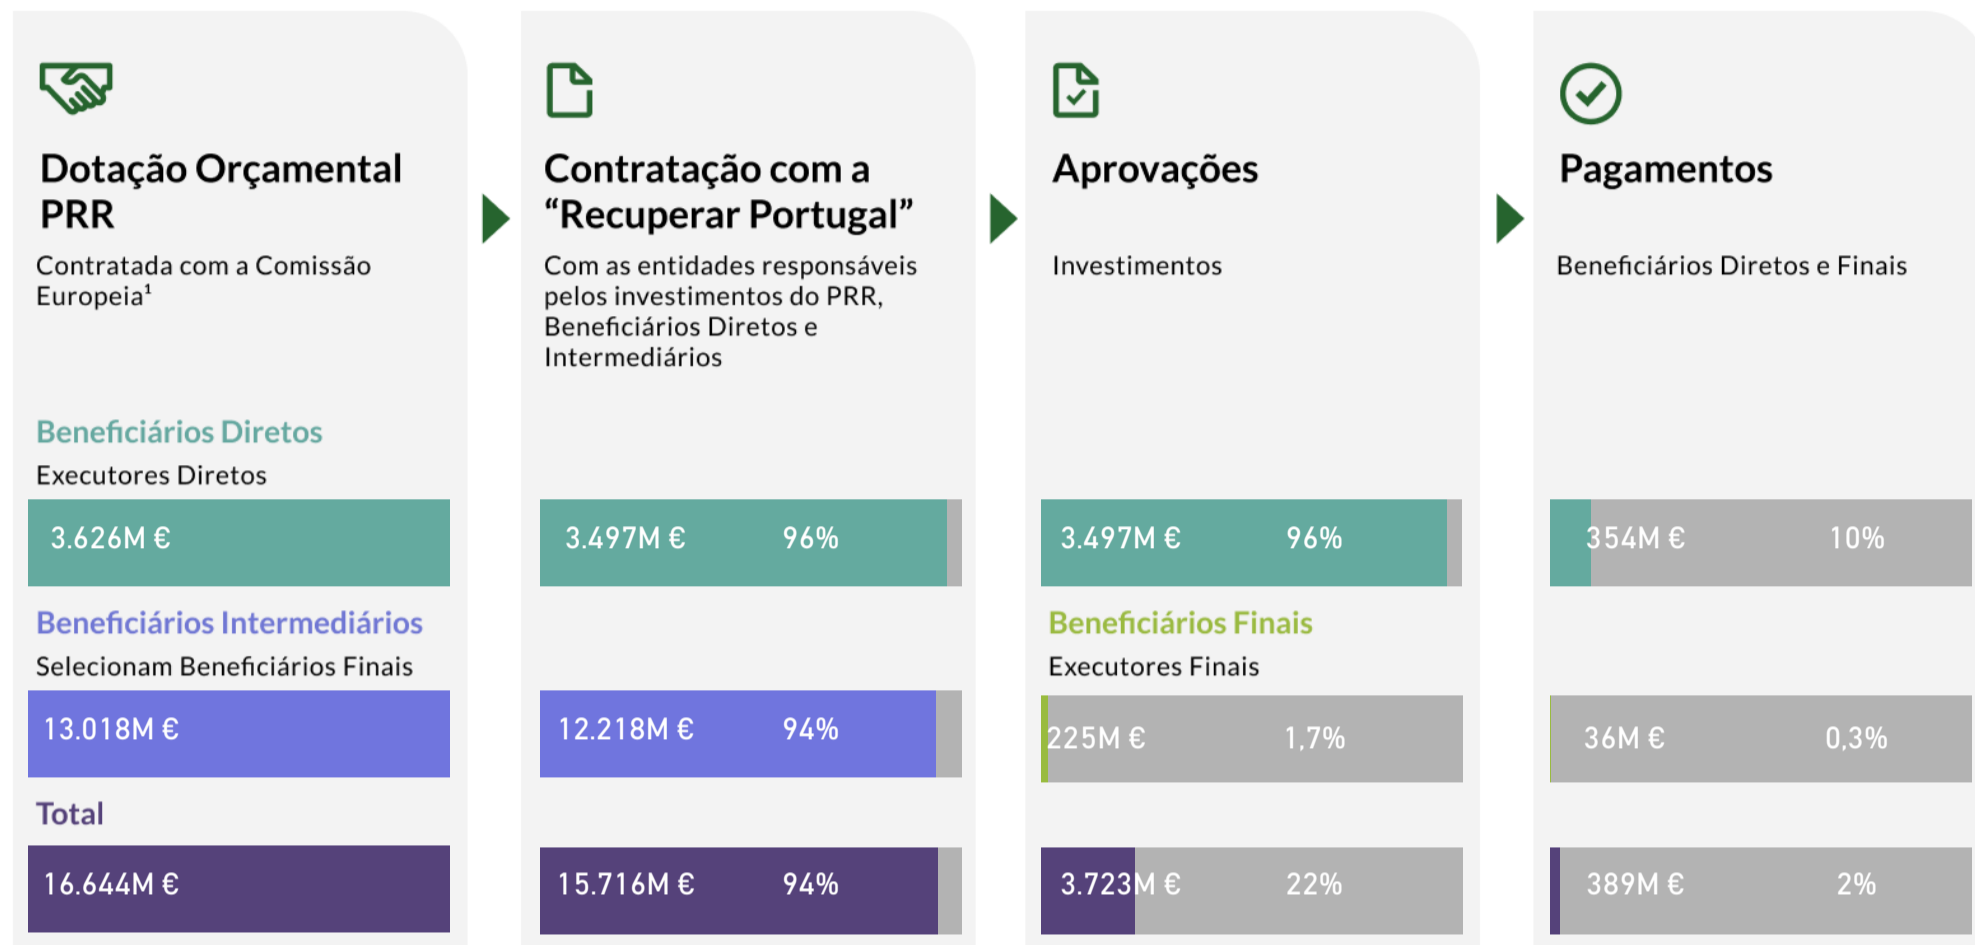 Dotação Orçamental
PRR
Contratada com a Comissão
Europeia¹
Contratação com a
“Recuperar Portugal”
Com as entidades responsáveis
pelos investimentos do PRR,
Beneficiários Diretos e
Intermediários
Aprovações
Investimentos
Pagamentos
Beneficiários Diretos e Finais
Beneficiários Diretos
Executores Diretos
3.626M €
3.497M € 96%
3.497M € 96%
354M € 10%
Beneficiários Intermediários
Selecionam Beneficiários Finais
Beneficiários Finais
Executores Finais
13.018M €
12.218M € 94%
225M € 1,7%
36M € 0,3%
Total
16.644M €
15.716M € 94%
3.723M € 22%
389M € 2%